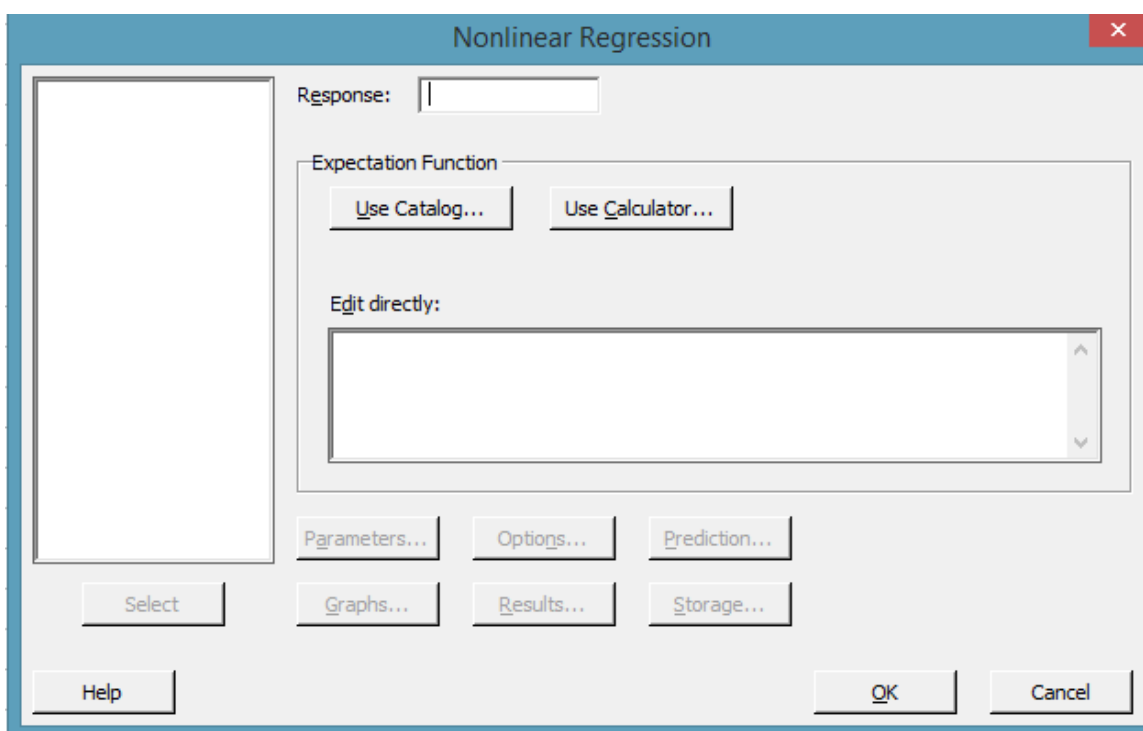 Nonlinear Regression
Response:
Expectation Function
Use Catalog... Use Calculator...
Edit directly:
Parameters... Options... Prediction...
Select Graphs... Results... Storage...
Help OK Cancel